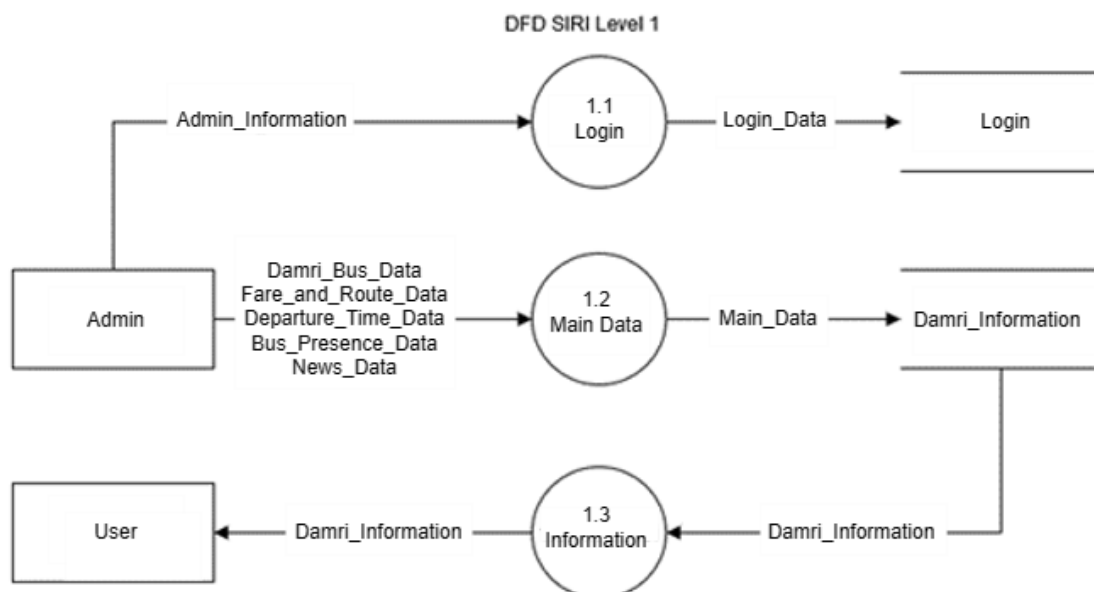 DFD SIRI Level 1
Admin_Information
1.1
Login
Login_Data
Login
Admin
Damri_Bus_Data
Fare_and_Route_Data
Departure_Time_Data
Bus_Presence_Data
News_Data
1.2
Main Data
Main_Data
Damri_Information
User
Damri_Information
1.3
Information
Damri_Information